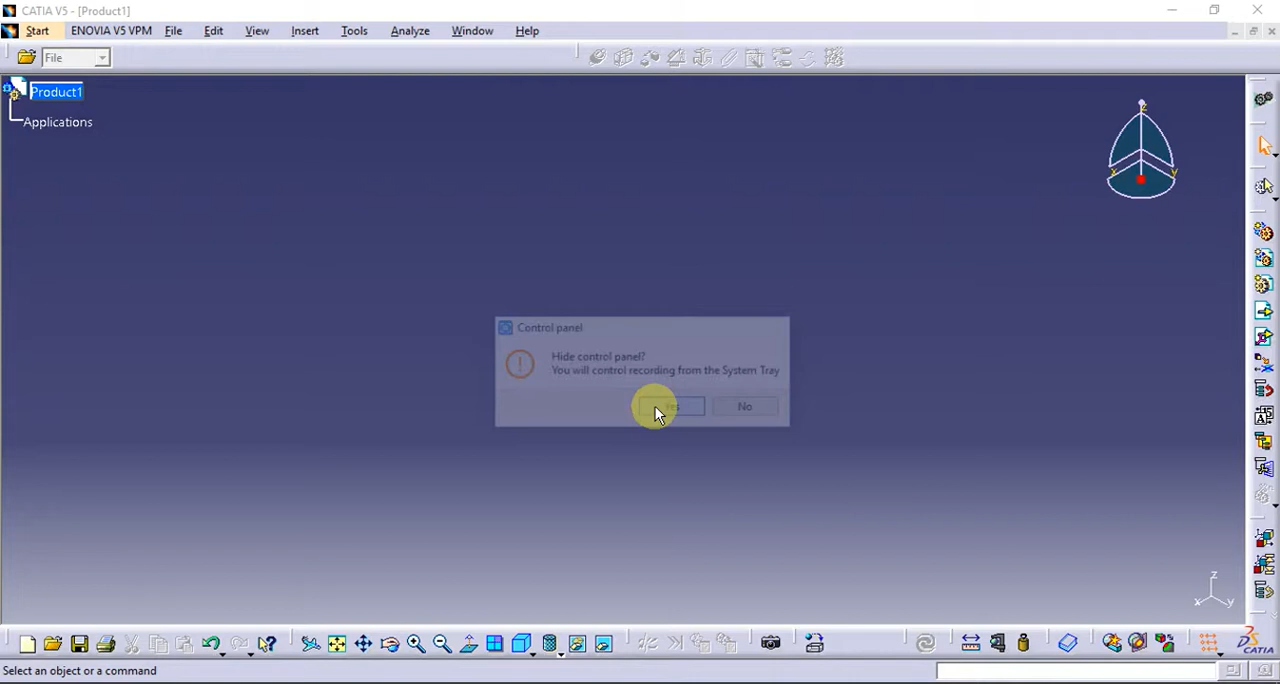 CATIA V5 - [Product1]
Start ENOVIA V5 VPM File Edit View Insert Tools Analyze Window Help
File
Product1
Applications
z
x y
Control panel
Hide control panel?
You will control recording from the System Tray
Yes No
z
x y
CATIA
Select an object or a command